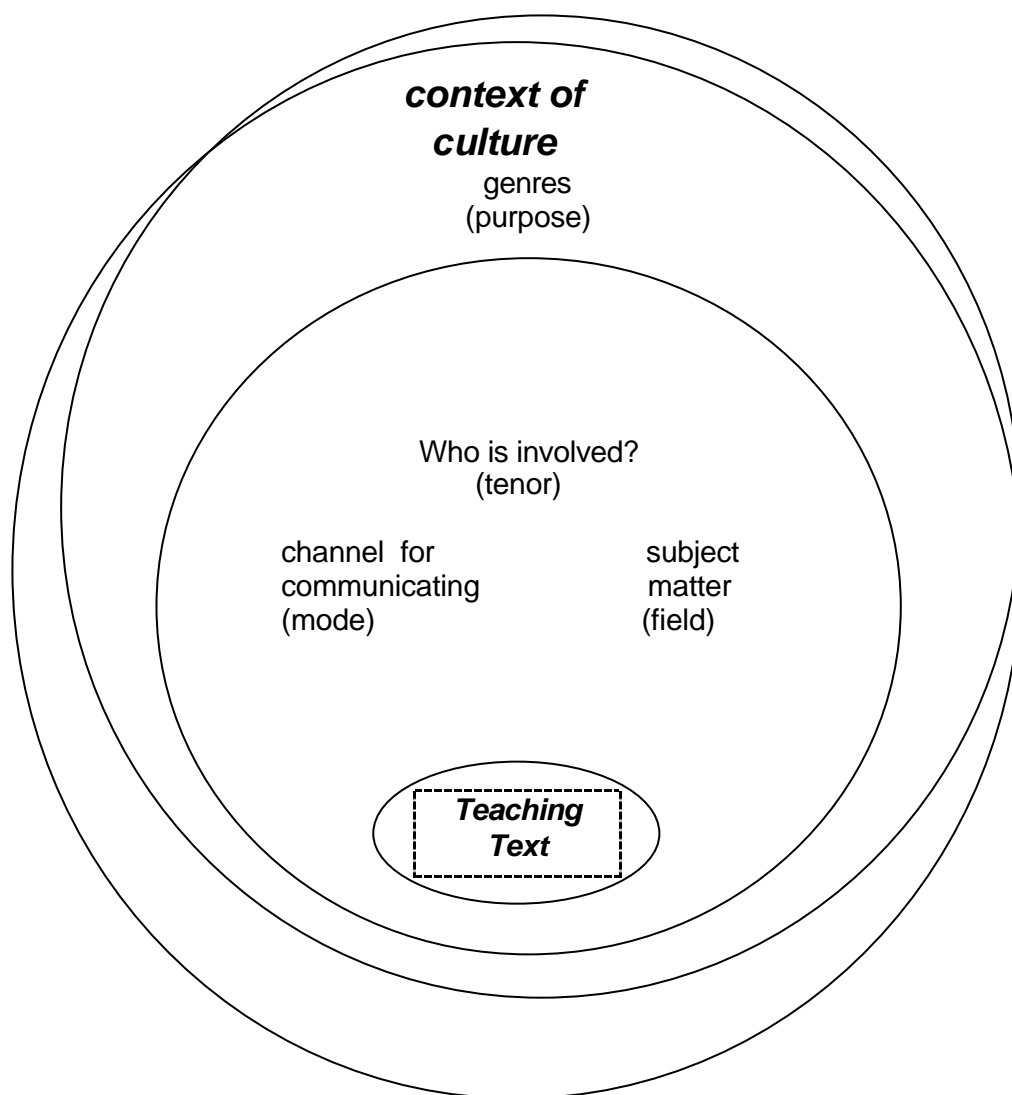 context of
culture
genres
(purpose)
Who is involved?
(tenor)
channel for
communicating
(mode)
subject
matter
(field)
Teaching
Text